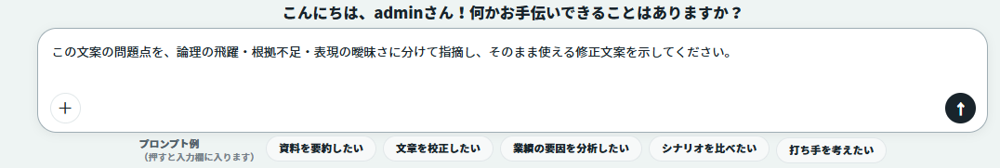 こんにちは、adminさん！何かお手伝いできることはありますか？
この文案の問題点を、論理の飛躍・根拠不足・表現の曖昧さに分けて指摘し、そのまま使える修正文案を示してください。
プロンプト例
（押すと入力欄に入ります）
資料を要約したい
文章を校正したい
業績の要因を分析したい
シナリオを比べたい
打ち手を考えたい